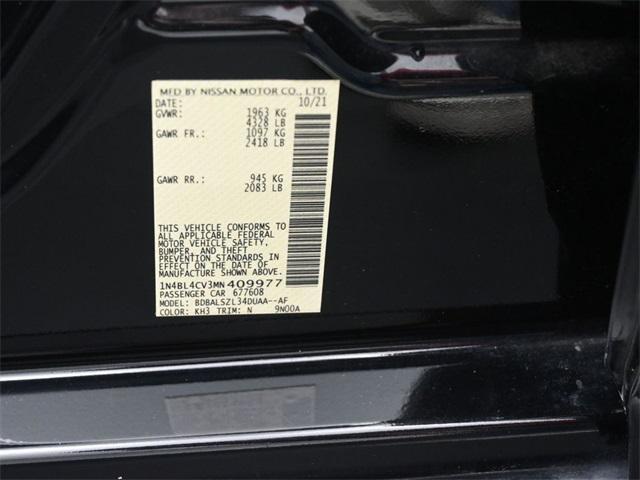 MFD BY NISSAN MOTOR CO., LTD.
DATE: 10/21
GVWR: 1963 KG
4328 LB
GAWR FR.: 1097 KG
2418 LB
GAWR RR.: 945 KG
2083 LB
THIS VEHICLE CONFORMS TO
ALL APPLICABLE FEDERAL
MOTOR VEHICLE SAFETY,
BUMPER, AND THEFT
PREVENTION STANDARDS IN
EFFECT ON THE DATE OF
MANUFACTURE SHOWN ABOVE.
1N4BL4CV3MN409977
PASSENGER CAR 677608
MODEL: BDBALSZL34DUAA--AF
COLOR: KH3 TRIM: N 9N00A